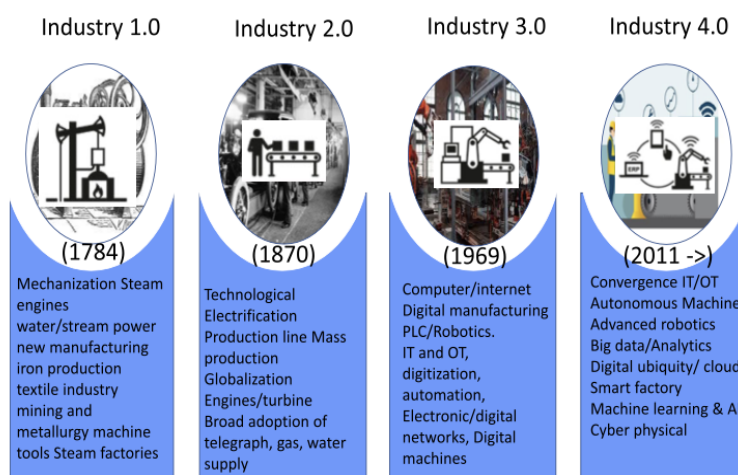 Industry 1.0
(1784)
Mechanization Steam
engines
water/stream power
new manufacturing
iron production
textile industry
mining and
metallurgy machine
tools Steam factories
Industry 2.0
(1870)
Technological
Electrification
Production line Mass
production
Globalization
Engines/turbine
Broad adoption of
telegraph, gas, water
supply
Industry 3.0
(1969)
Computer/internet
Digital manufacturing
PLC/Robotics.
IT and OT,
digitization,
automation,
Electronic/digital
networks, Digital
machines
Industry 4.0
ERP
(2011 ->)
Convergence IT/OT
Autonomous Machine
Advanced robotics
Big data/Analytics
Digital ubiquity/ cloud
Smart factory
Machine learning &
Cyber physical